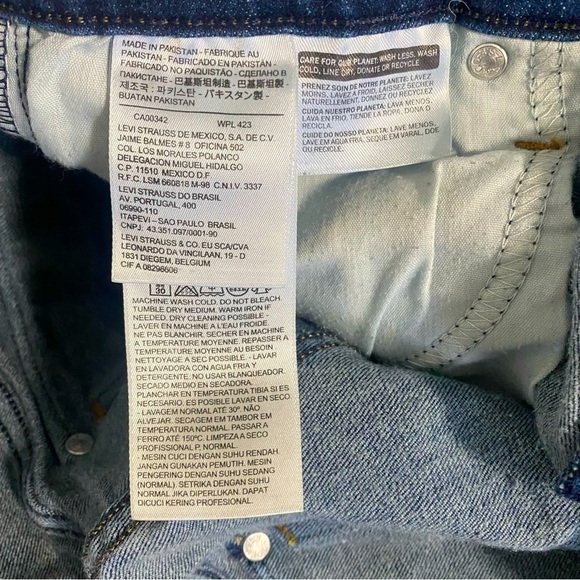 MADE IN PAKISTAN - FABRIQUE AU
PAKISTAN - FABRICADO EN PAKISTÁN -
FABRICADO NO PAQUISTÃO - СДЕЛАНО В
ПАКИСТАНЕ - 巴基斯坦制造 - 巴基斯坦製 -
제조국: 파키스탄 - パキスタン製 -
BUATAN PAKISTAN
CA00342 WPL 423
LEVI STRAUSS DE MEXICO, S.A. DE C.V.
JAIME BALMES # 8 OFICINA 502
COL. LOS MORALES POLANCO
DELEGACION MIGUEL HIDALGO
C.P. 11510 MEXICO D.F.
R.F.C. LSM 660818 M-98 C.N.I.V. 3337
LEVI STRAUSS DO BRASIL
AV. PORTUGAL, 400
06990-110
ITAPEVI – SAO PAULO BRASIL
CNPJ: 43.351.097/0001-90
LEVI STRAUSS & CO. EU SCA/CVA
LEONARDO DA VINCILAAN, 19 - D
1831 DIEGEM, BELGIUM
CIF A 08298606
CARE FOR OUR PLANET: WASH LESS, WASH
COLD, LINE DRY, DONATE OR RECYCLE
PRENEZ SOIN DE NOTRE PLANETE: LAVEZ
MOINS, LAVEZ A FROID, LAISSEZ SECHER
NATURELLEMENT, DONNEZ OU RECYCLEZ
CUIDA NUESTRO PLANETA: LAVA MENOS,
LAVA EN FRIO, TIENDE LA ROPA, DONA O
RECICLA.
CUIDE DO NOSSO PLANETA: LAVE MENOS,
LAVE EM ÁGUA FRIA, SEQUE EM VARAL, DOE
OU RECICLE.
30
MACHINE WASH COLD. DO NOT BLEACH.
TUMBLE DRY MEDIUM. WARM IRON IF
NEEDED. DRY CLEANING POSSIBLE -
LAVER EN MACHINE A L'EAU FROIDE.
NE PAS BLANCHIR. SECHER EN MACHINE
A TEMPERATURE MOYENNE. REPASSER A
TEMPERATURE MOYENNE AU BESOIN.
NETTOYAGE A SEC POSSIBLE. - LAVAR
EN LAVADORA CON AGUA FRIA Y
DETERGENTE. NO USAR BLANQUEADOR.
SECADO MEDIO EN SECADORA.
PLANCHAR EN TEMPERATURA TIBIA SI ES
NECESARIO. ES POSIBLE LAVAR EN SECO.
- LAVAGEM NORMAL ATÉ 30º. NÃO
ALVEJAR. SECAGEM EM TAMBOR EM
TEMPERATURA NORMAL. PASSAR A
FERRO ATÉ 150ºC. LIMPEZA A SECO
PROFISSIONAL P, NORMAL.
- MESIN CUCI DENGAN SUHU RENDAH.
JANGAN GUNAKAN PEMUTIH. MESIN
PENGERING DENGAN SUHU SEDANG
(NORMAL). SETRIKA DENGAN SUHU
NORMAL JIKA DIPERLUKAN. DAPAT
DICUCI KERING PROFESIONAL.